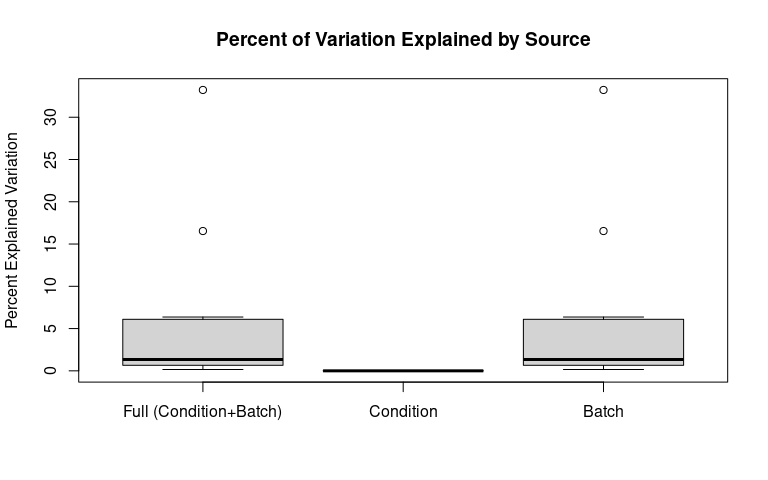 Percent of Variation Explained by Source
Percent Explained Variation
30
25
20
15
10
5
0
Full (Condition+Batch)
Condition
Batch